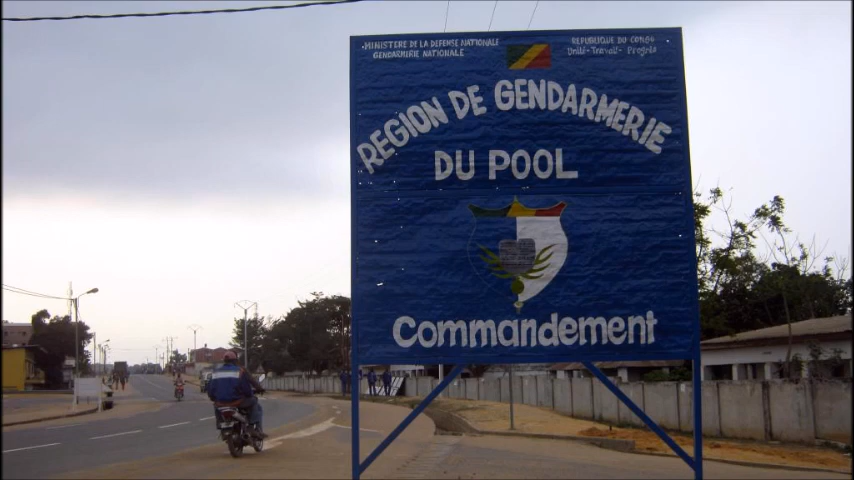 MINISTERE DE LA DEFENSE NATIONALE
GENDARMERIE NATIONALE
REPUBLIQUE DU CONGO
Unité-Travail-Progrès
REGION DE GENDARMERIE
DU POOL
Commandement